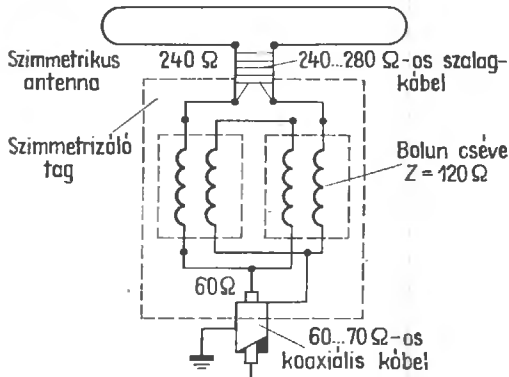 Szimmetrikus
antenna
240 Ω
240...280 Ω-os szalag-
kábel
Szimmetrizáló
tag
Bolun cséve
Z = 120 Ω
60 Ω
60...70 Ω-os
koaxiális kábel